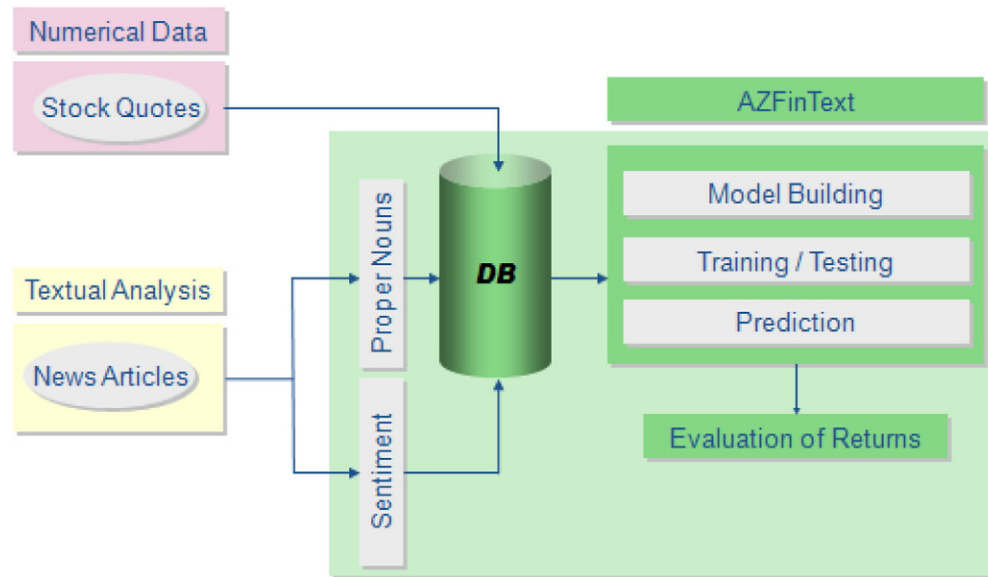 Numerical Data
Stock Quotes
AZFinText
Model Building
Training / Testing
Prediction
Proper Nouns
DB
Textual Analysis
News Articles
Sentiment
Evaluation of Returns